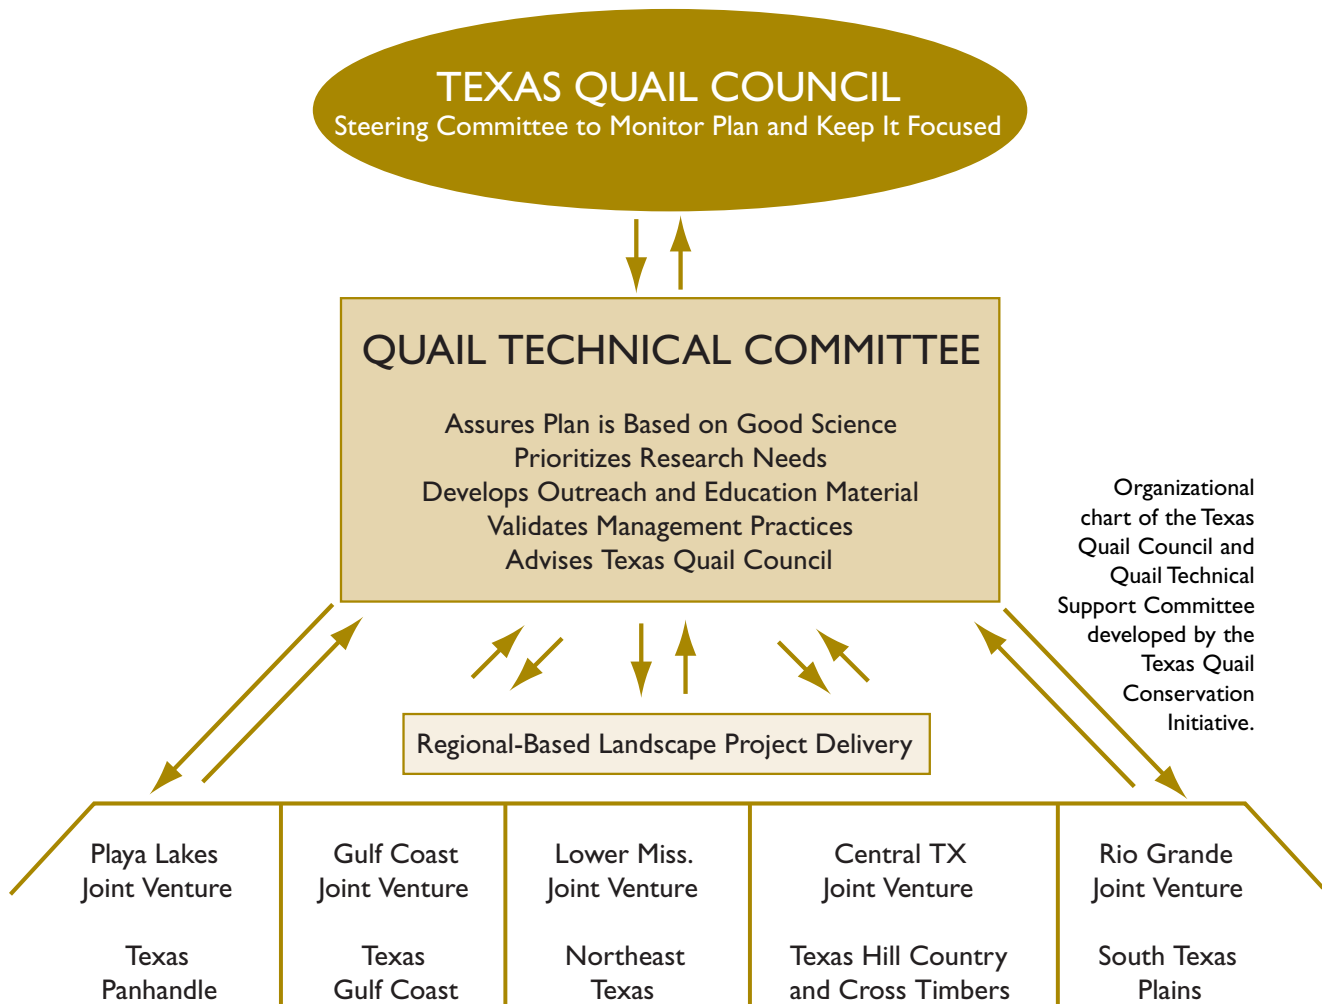 TEXAS QUAIL COUNCIL
Steering Committee to Monitor Plan and Keep It Focused
QUAIL TECHNICAL COMMITTEE
Assures Plan is Based on Good Science
Prioritizes Research Needs
Develops Outreach and Education Material
Validates Management Practices
Advises Texas Quail Council
Organizational
chart of the Texas
Quail Council and
Quail Technical
Support Committee
developed by the
Texas Quail
Conservation
Initiative.
Regional-Based Landscape Project Delivery
Playa Lakes
Joint Venture
Texas
Panhandle
Gulf Coast
Joint Venture
Texas
Gulf Coast
Lower Miss.
Joint Venture
Northeast
Texas
Central TX
Joint Venture
Texas Hill Country
and Cross Timbers
Rio Grande
Joint Venture
South Texas
Plains